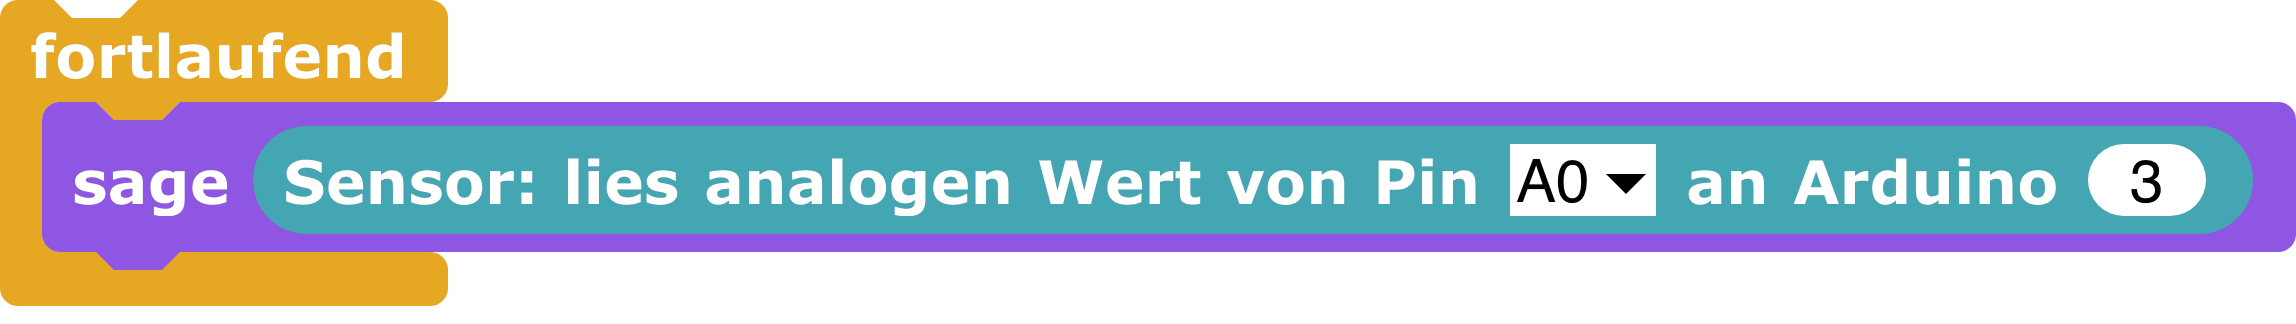 fortlaufend
sage Sensor: lies analogen Wert von Pin A0 an Arduino 3